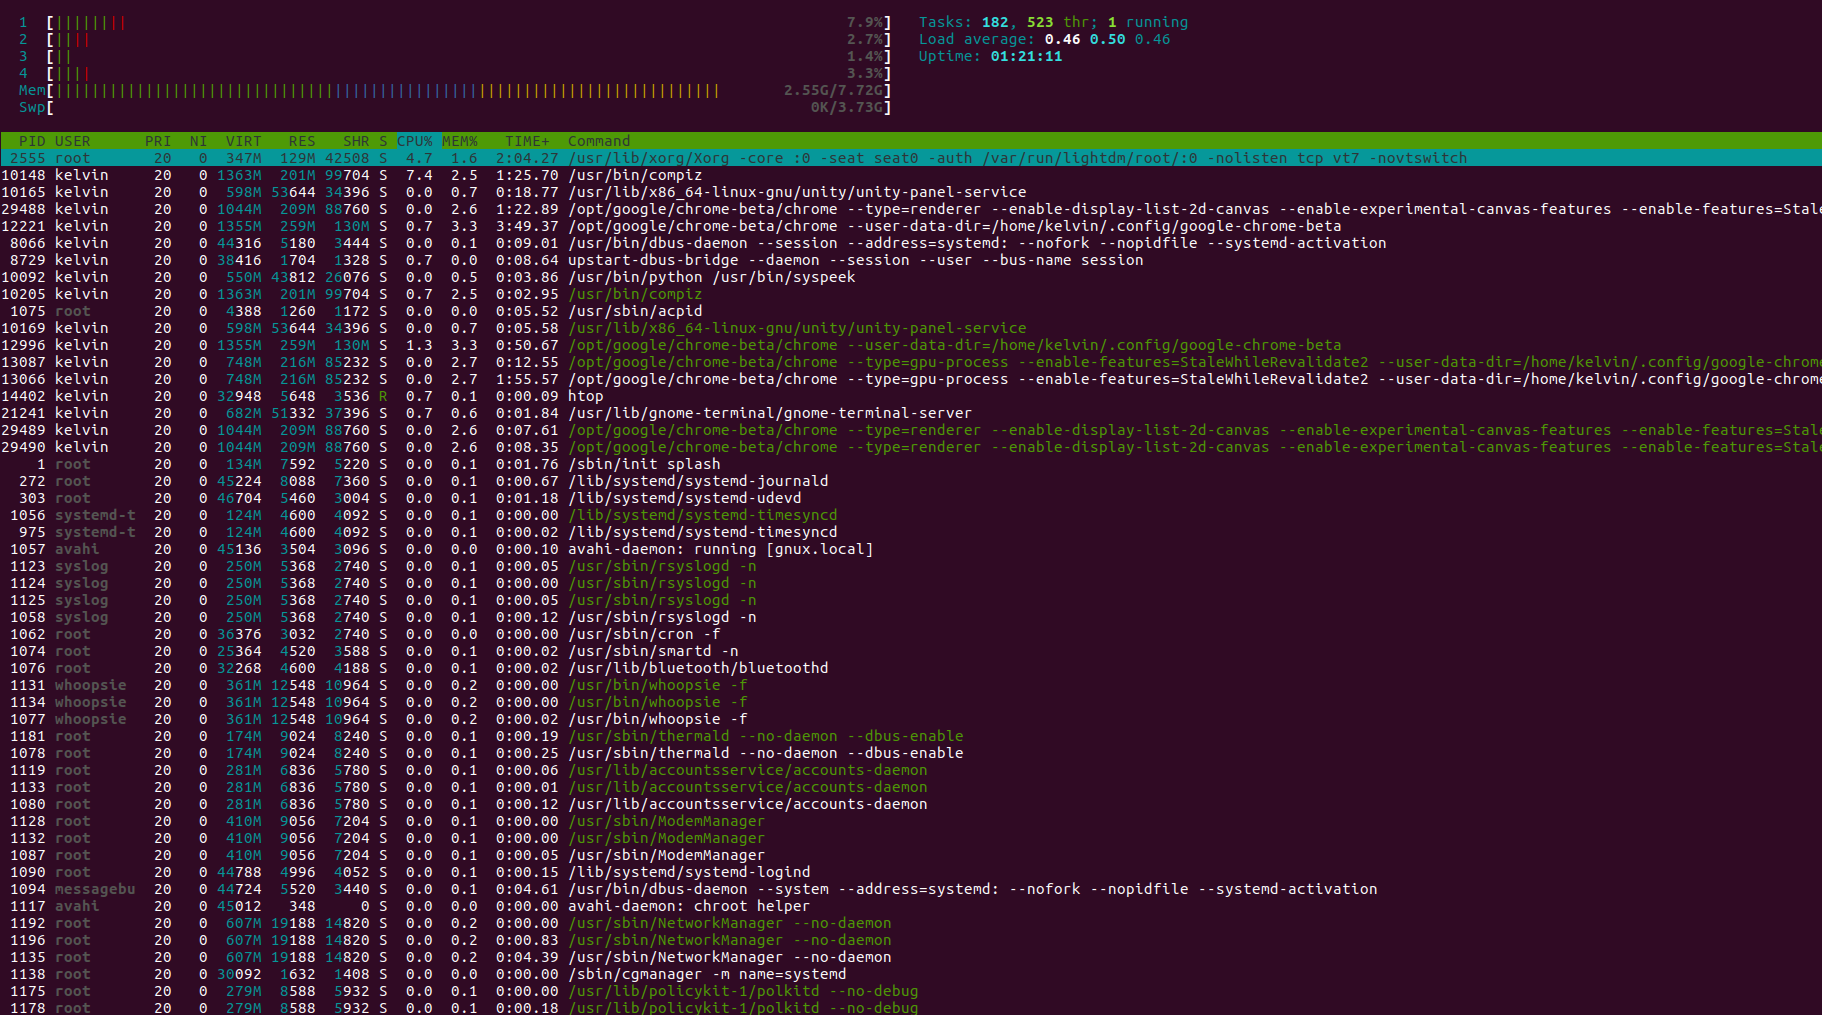 1 [|||||||| 7.9%] Tasks: 182, 523 thr; 1 running
2 [|||| 2.7%] Load average: 0.46 0.50 0.46
3 [|| 1.4%] Uptime: 01:21:11
4 [|||| 3.3%]
Mem[||||||||||||||||||||||||||||||||||||||||||||||||||||||||||||||||||||||||||| 2.55G/7.72G]
Swp[ 0K/3.73G]
PID USER PRI NI VIRT RES SHR S CPU% MEM% TIME+ Command
2555 root 20 0 347M 129M 42508 S 4.7 1.6 2:04.27 /usr/lib/xorg/Xorg -core :0 -seat seat0 -auth /var/run/lightdm/root/:0 -nolisten tcp vt7 -novtswitch
10148 kelvin 20 0 1363M 201M 99704 S 7.4 2.5 1:25.70 /usr/bin/compiz
10165 kelvin 20 0 598M 53644 34396 S 0.0 0.7 0:18.77 /usr/lib/x86_64-linux-gnu/unity/unity-panel-service
29488 kelvin 20 0 1044M 209M 88760 S 0.0 2.6 1:22.89 /opt/google/chrome-beta/chrome --type=renderer --enable-display-list-2d-canvas --enable-experimental-canvas-features --enable-features=Stale
12221 kelvin 20 0 1355M 259M 130M S 0.7 3.3 3:49.37 /opt/google/chrome-beta/chrome --user-data-dir=/home/kelvin/.config/google-chrome-beta
8066 kelvin 20 0 44316 5180 3444 S 0.0 0.1 0:09.01 /usr/bin/dbus-daemon --session --address=systemd: --nofork --nopidfile --systemd-activation
8729 kelvin 20 0 38416 1704 1328 S 0.7 0.0 0:08.64 upstart-dbus-bridge --daemon --session --user --bus-name session
10092 kelvin 20 0 550M 43812 26076 S 0.0 0.5 0:03.86 /usr/bin/python /usr/bin/syspeek
10205 kelvin 20 0 1363M 201M 99704 S 0.7 2.5 0:02.95 /usr/bin/compiz
1075 root 20 0 4388 1260 1172 S 0.0 0.0 0:05.52 /usr/sbin/acpid
10169 kelvin 20 0 598M 53644 34396 S 0.0 0.7 0:05.58 /usr/lib/x86_64-linux-gnu/unity/unity-panel-service
12996 kelvin 20 0 1355M 259M 130M S 1.3 3.3 0:50.67 /opt/google/chrome-beta/chrome --user-data-dir=/home/kelvin/.config/google-chrome-beta
13087 kelvin 20 0 748M 216M 85232 S 0.0 2.7 0:12.55 /opt/google/chrome-beta/chrome --type=gpu-process --enable-features=StaleWhileRevalidate2 --user-data-dir=/home/kelvin/.config/google-chrome
13066 kelvin 20 0 748M 216M 85232 S 0.0 2.7 1:55.57 /opt/google/chrome-beta/chrome --type=gpu-process --enable-features=StaleWhileRevalidate2 --user-data-dir=/home/kelvin/.config/google-chrome
14402 kelvin 20 0 32948 5648 3536 R 0.7 0.1 0:00.09 htop
21241 kelvin 20 0 682M 51332 37396 S 0.7 0.6 0:01.84 /usr/lib/gnome-terminal/gnome-terminal-server
29489 kelvin 20 0 1044M 209M 88760 S 0.0 2.6 0:07.61 /opt/google/chrome-beta/chrome --type=renderer --enable-display-list-2d-canvas --enable-experimental-canvas-features --enable-features=Stale
29490 kelvin 20 0 1044M 209M 88760 S 0.0 2.6 0:08.35 /opt/google/chrome-beta/chrome --type=renderer --enable-display-list-2d-canvas --enable-experimental-canvas-features --enable-features=Stale
1 root 20 0 134M 7592 5220 S 0.0 0.1 0:01.76 /sbin/init splash
272 root 20 0 45224 8088 7360 S 0.0 0.1 0:00.67 /lib/systemd/systemd-journald
303 root 20 0 46704 5460 3004 S 0.0 0.1 0:01.18 /lib/systemd/systemd-udevd
1056 systemd-t 20 0 124M 4600 4092 S 0.0 0.1 0:00.00 /lib/systemd/systemd-timesyncd
975 systemd-t 20 0 124M 4600 4092 S 0.0 0.1 0:00.02 /lib/systemd/systemd-timesyncd
1057 avahi 20 0 45136 3504 3096 S 0.0 0.0 0:00.10 avahi-daemon: running [gnux.local]
1123 syslog 20 0 250M 5368 2740 S 0.0 0.1 0:00.05 /usr/sbin/rsyslogd -n
1124 syslog 20 0 250M 5368 2740 S 0.0 0.1 0:00.00 /usr/sbin/rsyslogd -n
1125 syslog 20 0 250M 5368 2740 S 0.0 0.1 0:00.05 /usr/sbin/rsyslogd -n
1058 syslog 20 0 250M 5368 2740 S 0.0 0.1 0:00.12 /usr/sbin/rsyslogd -n
1062 root 20 0 36376 3032 2740 S 0.0 0.0 0:00.00 /usr/sbin/cron -f
1074 root 20 0 25364 4520 3588 S 0.0 0.1 0:00.02 /usr/sbin/smartd -n
1076 root 20 0 32268 4600 4188 S 0.0 0.1 0:00.02 /usr/lib/bluetooth/bluetoothd
1131 whoopsie 20 0 361M 12548 10964 S 0.0 0.2 0:00.00 /usr/bin/whoopsie -f
1134 whoopsie 20 0 361M 12548 10964 S 0.0 0.2 0:00.00 /usr/bin/whoopsie -f
1077 whoopsie 20 0 361M 12548 10964 S 0.0 0.2 0:00.02 /usr/bin/whoopsie -f
1181 root 20 0 174M 9024 8240 S 0.0 0.1 0:00.19 /usr/sbin/thermald --no-daemon --dbus-enable
1078 root 20 0 174M 9024 8240 S 0.0 0.1 0:00.25 /usr/sbin/thermald --no-daemon --dbus-enable
1119 root 20 0 281M 6836 5780 S 0.0 0.1 0:00.06 /usr/lib/accountsservice/accounts-daemon
1133 root 20 0 281M 6836 5780 S 0.0 0.1 0:00.01 /usr/lib/accountsservice/accounts-daemon
1080 root 20 0 281M 6836 5780 S 0.0 0.1 0:00.12 /usr/lib/accountsservice/accounts-daemon
1128 root 20 0 410M 9056 7204 S 0.0 0.1 0:00.00 /usr/sbin/ModemManager
1132 root 20 0 410M 9056 7204 S 0.0 0.1 0:00.00 /usr/sbin/ModemManager
1087 root 20 0 410M 9056 7204 S 0.0 0.1 0:00.05 /usr/sbin/ModemManager
1090 root 20 0 44788 4996 4052 S 0.0 0.1 0:00.15 /lib/systemd/systemd-logind
1094 messagebu 20 0 44724 5520 3440 S 0.0 0.1 0:04.61 /usr/bin/dbus-daemon --system --address=systemd: --nofork --nopidfile --systemd-activation
1117 avahi 20 0 45012 348 0 S 0.0 0.0 0:00.00 avahi-daemon: chroot helper
1192 root 20 0 607M 19188 14820 S 0.0 0.2 0:00.00 /usr/sbin/NetworkManager --no-daemon
1196 root 20 0 607M 19188 14820 S 0.0 0.2 0:00.83 /usr/sbin/NetworkManager --no-daemon
1135 root 20 0 607M 19188 14820 S 0.0 0.2 0:04.39 /usr/sbin/NetworkManager --no-daemon
1138 root 20 0 30092 1632 1408 S 0.0 0.0 0:00.00 /sbin/cgmanager -m name=systemd
1175 root 20 0 279M 8588 5932 S 0.0 0.1 0:00.00 /usr/lib/policykit-1/polkitd --no-debug
1178 root 20 0 279M 8588 5932 S 0.0 0.1 0:00.18 /usr/lib/policykit-1/polkitd --no-debug